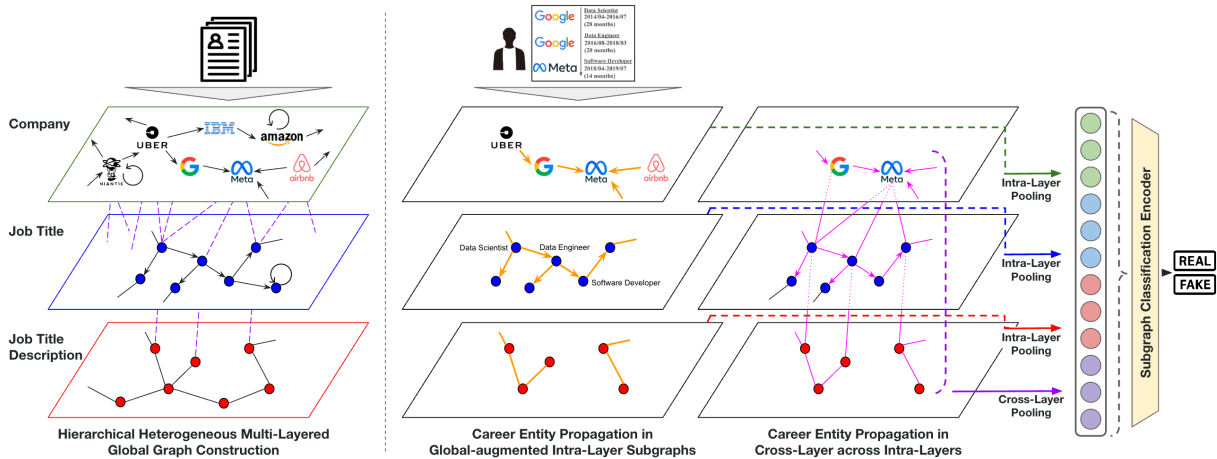 Google
Data Scientist
2014/04-2016/07
(28 months)
Google
Data Engineer
2016/08-2018/03
(20 months)
Meta
Software Developer
2018/04-2019/07
(14 months)
Company
UBER
IBM
amazon
NIANTIC
G
Meta
airbnb
UBER
G
Meta
airbnb
G
Meta
Intra-Layer
Pooling
Job Title
Data Scientist
Data Engineer
Software Developer
Intra-Layer
Pooling
Job Title
Description
Intra-Layer
Pooling
Cross-Layer
Pooling
Subgraph Classification Encoder
REAL
FAKE
Hierarchical Heterogeneous Multi-Layered
Global Graph Construction
Career Entity Propagation in
Global-augmented Intra-Layer Subgraphs
Career Entity Propagation in
Cross-Layer across Intra-Layers